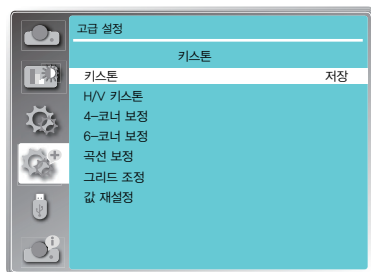 고급 설정
키스톤
키스톤 저장
H/V 키스톤
4-코너 보정
6-코너 보정
곡선 보정
그리드 조정
값 재설정